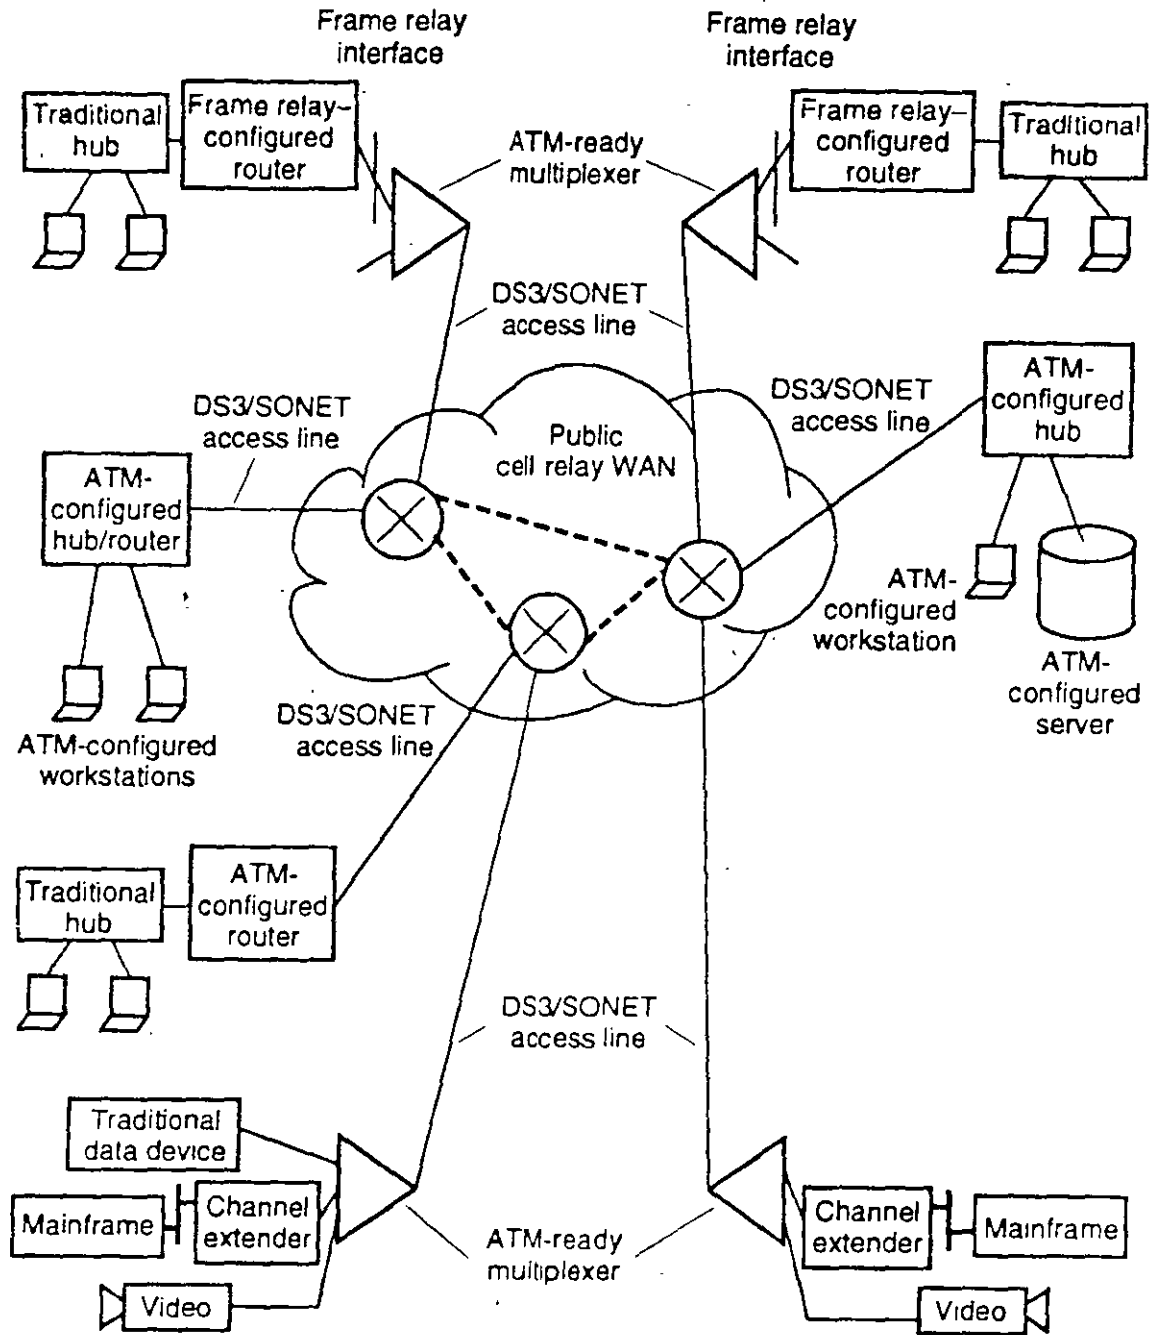 Frame relay
interface
Frame relay
interface
Traditional
hub
Frame relay–
configured
router
ATM-ready
multiplexer
Frame relay–
configured
router
Traditional
hub
DS3/SONET
access line
DS3/SONET
access line
Public
cell relay WAN
DS3/SONET
access line
ATM-
configured
hub
ATM-
configured
hub/router
ATM-
configured
workstation
ATM-
configured
server
ATM-configured
workstations
DS3/SONET
access line
Traditional
hub
ATM-
configured
router
DS3/SONET
access line
Traditional
data device
Mainframe
Channel
extender
Video
ATM-ready
multiplexer
Channel
extender
Mainframe
Video